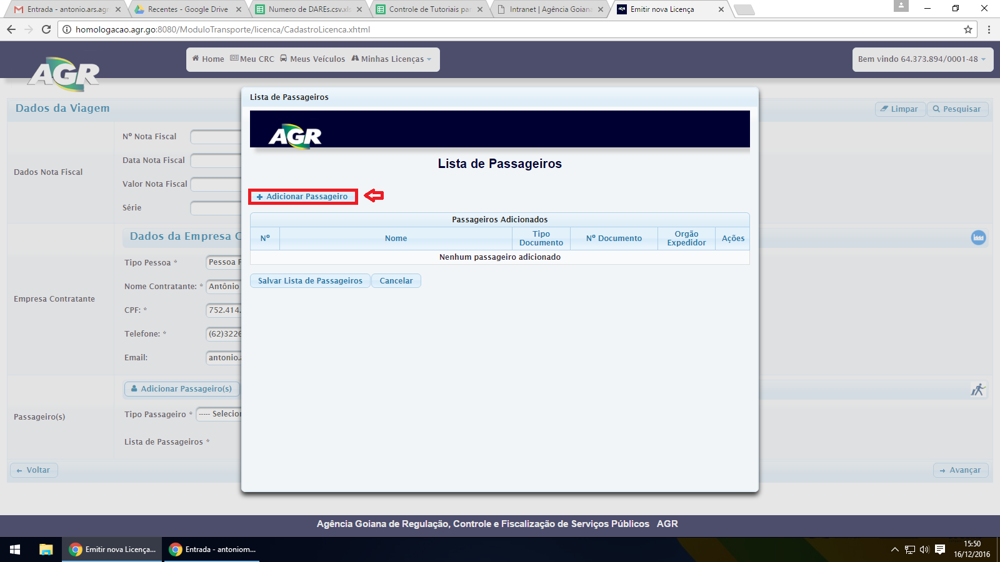 Entrada - antonio.ars.agr
Recentes - Google Drive
Numero de DAREs.csv.xls
Controle de Tutoriais par
Intranet | Agência Goiana
Emitir nova Licença
homologacao.agr.go:8080/ModuloTransporte/licenca/CadastroLicenca.xhtml
AGR
Home
Meu CRC
Meus Veículos
Minhas Licenças
Bem vindo 64.373.894/0001-48
Dados da Viagem
Limpar
Pesquisar
Dados Nota Fiscal
Nº Nota Fiscal
Data Nota Fiscal
Valor Nota Fiscal
Série
Empresa Contratante
Dados da Empresa C
Tipo Pessoa *
Pessoa F
Nome Contratante: *
Antônio
CPF: *
752.414.
Telefone: *
(62)3226
Email:
antonio.a
Passageiro(s)
Adicionar Passageiro(s)
Tipo Passageiro *
----- Selecion
Lista de Passageiros *
Voltar
Avançar
Lista de Passageiros
AGR
Lista de Passageiros
Adicionar Passageiro
Passageiros Adicionados
Nº
Nome
Tipo
Documento
Nº Documento
Orgão
Expedidor
Ações
Nenhum passageiro adicionado
Salvar Lista de Passageiros
Cancelar
Agência Goiana de Regulação, Controle e Fiscalização de Serviços Públicos AGR
Emitir nova Licença...
Entrada - antoniom...
15:50
16/12/2016